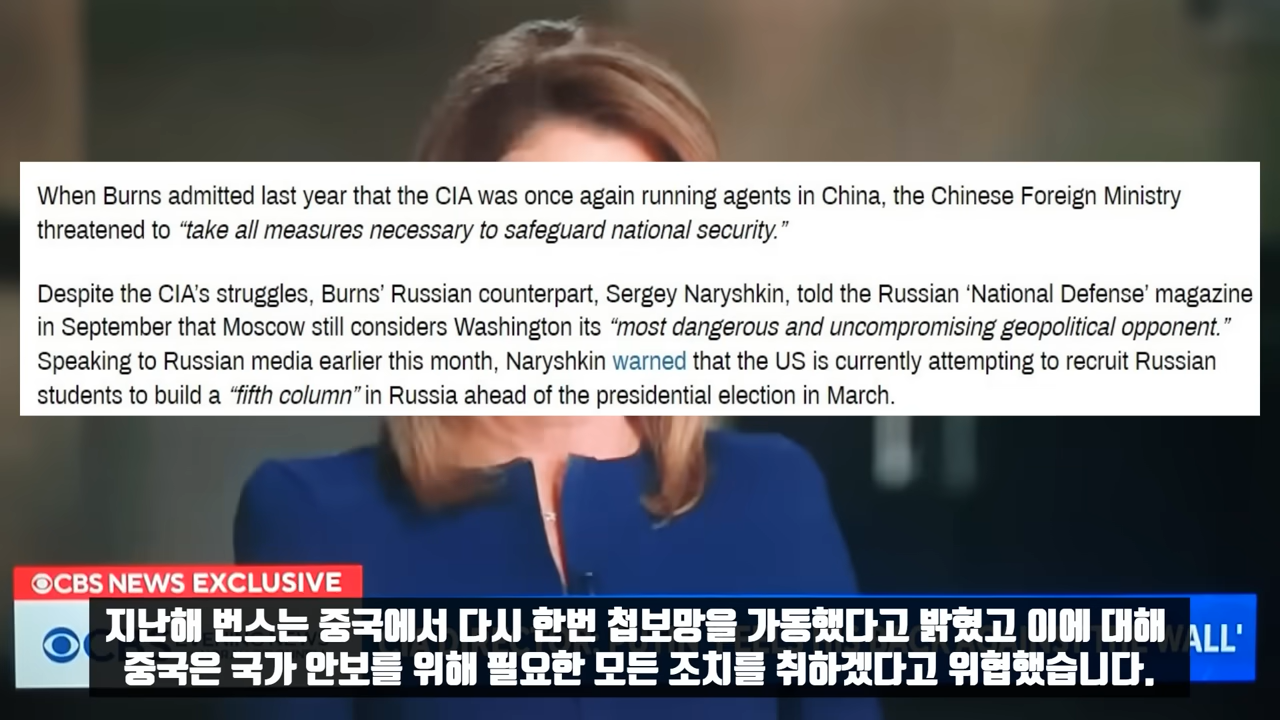 When Burns admitted last year that the CIA was once again running agents in China, the Chinese Foreign Ministry
threatened to “take all measures necessary to safeguard national security.”
Despite the CIA’s struggles, Burns’ Russian counterpart, Sergey Naryshkin, told the Russian ‘National Defense’ magazine
in September that Moscow still considers Washington its “most dangerous and uncompromising geopolitical opponent.”
Speaking to Russian media earlier this month, Naryshkin warned that the US is currently attempting to recruit Russian
students to build a “fifth column” in Russia ahead of the presidential election in March.
CBS NEWS EXCLUSIVE
지난해 번스는 중국에서 다시 한번 첩보망을 가동했다고 밝혔고 이에 대해
중국은 국가 안보를 위해 필요한 모든 조치를 취하겠다고 위협했습니다.
WALL'